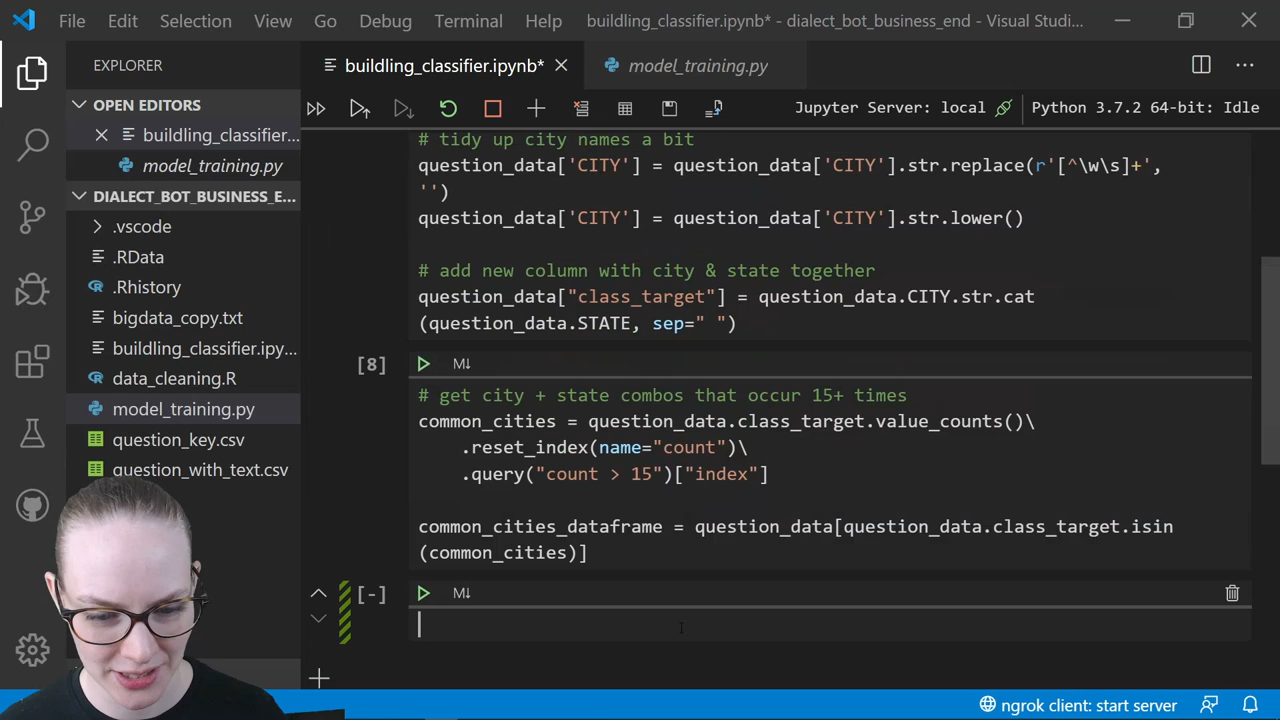 File Edit Selection View Go Debug Terminal Help buildling_classifier.ipynb* - dialect_bot_business_end - Visual Studi...
EXPLORER
buildling_classifier.ipynb*
model_training.py
OPEN EDITORS
Jupyter Server: local
Python 3.7.2 64-bit: Idle
buildling_classifier...
model_training.py
DIALECT_BOT_BUSINESS_E...
.vscode
.RData
.Rhistory
bigdata_copy.txt
buildling_classifier.ipy...
data_cleaning.R
model_training.py
question_key.csv
question_with_text.csv
# tidy up city names a bit
question_data['CITY'] = question_data['CITY'].str.replace(r'[^\w\s]+',
'')
question_data['CITY'] = question_data['CITY'].str.lower()
# add new column with city & state together
question_data["class_target"] = question_data.CITY.str.cat
(question_data.STATE, sep=" ")
[8] M↓
# get city + state combos that occur 15+ times
common_cities = question_data.class_target.value_counts()\
.reset_index(name="count")\
.query("count > 15")["index"]
common_cities_dataframe = question_data[question_data.class_target.isin
(common_cities)]
[-] M↓
ngrok client: start server